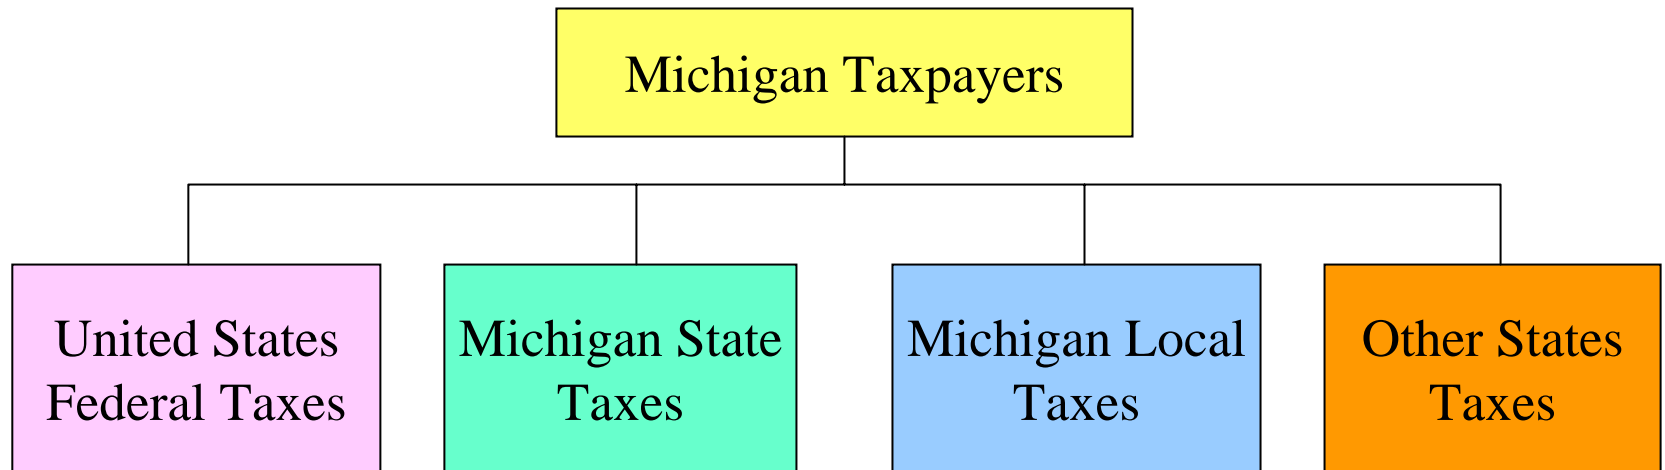 Michigan Taxpayers
United States
Federal Taxes
Michigan State
Taxes
Michigan Local
Taxes
Other States
Taxes